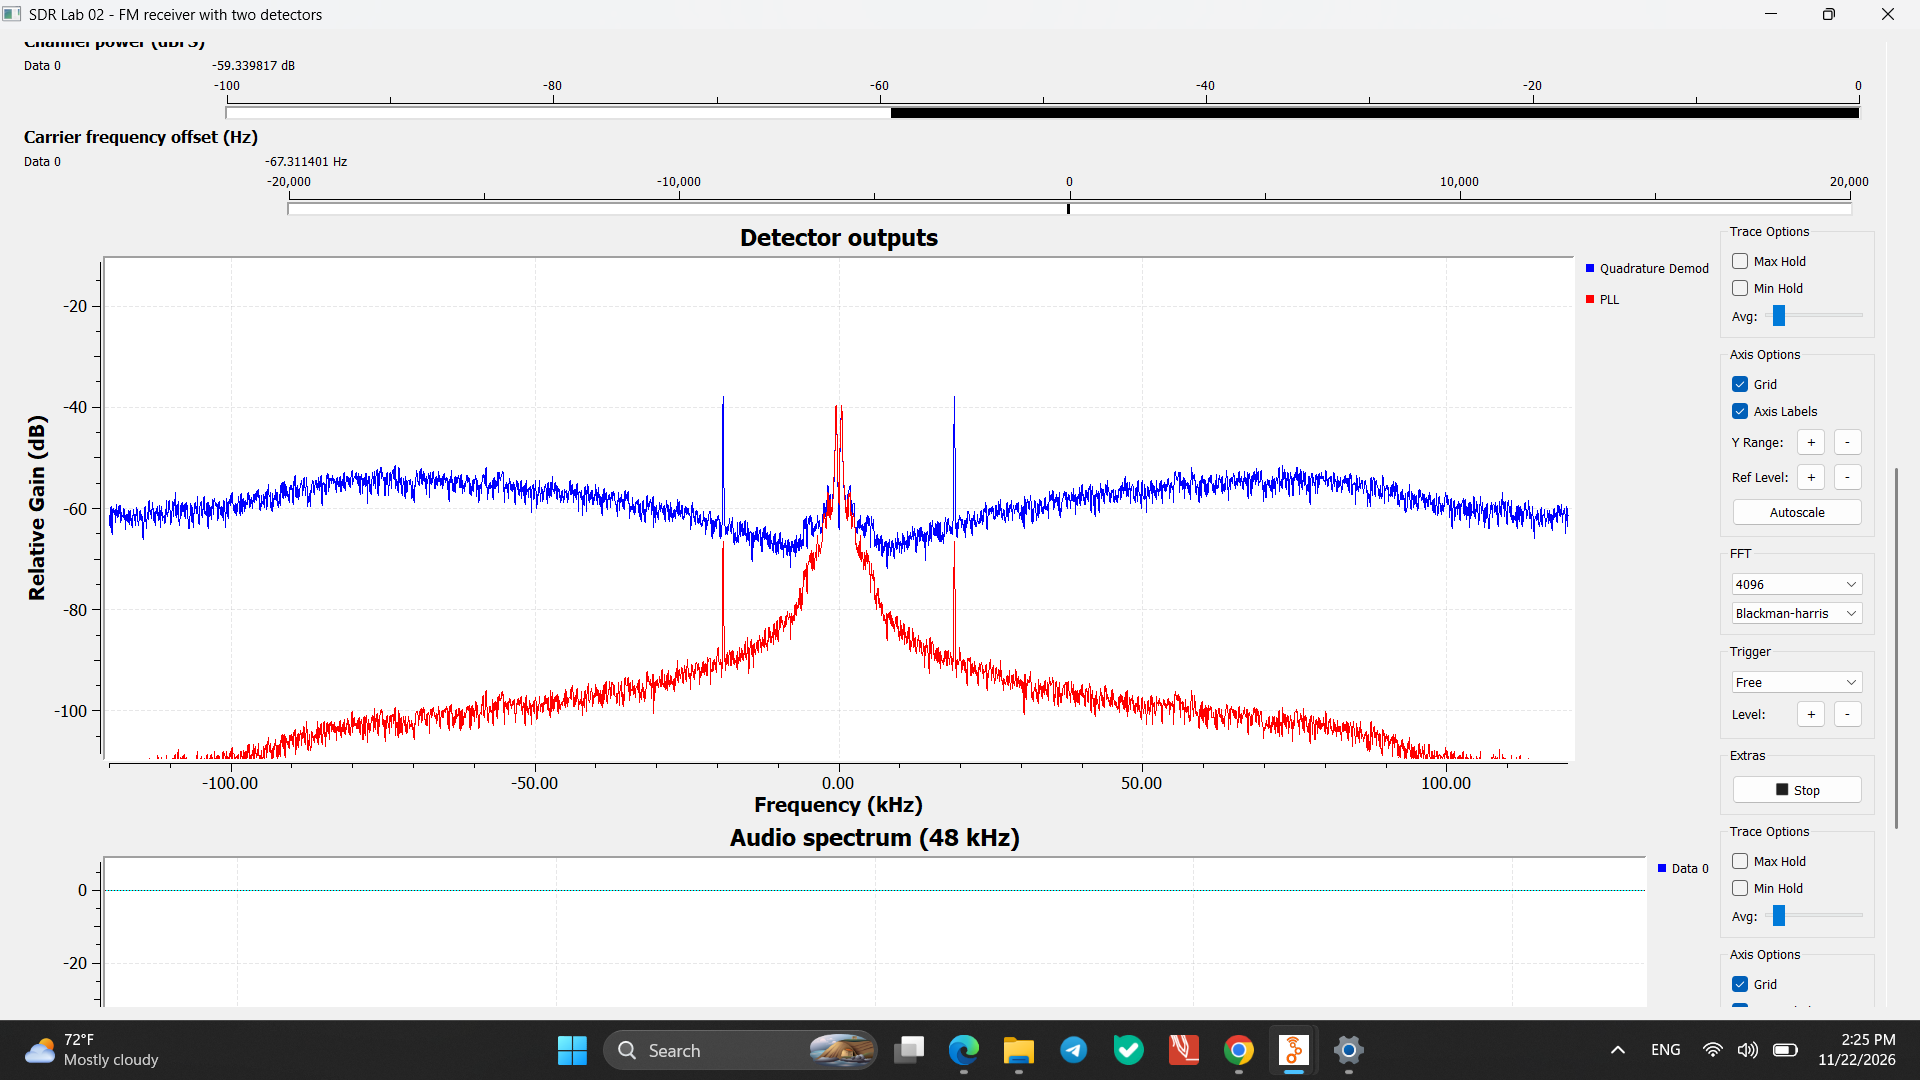 SDR Lab 02 - FM receiver with two detectors
Channel power (dBFS)
Data 0 -59.339817 dB
-100 -80 -60 -40 -20 0
Carrier frequency offset (Hz)
Data 0 -67.311401 Hz
-20,000 -10,000 0 10,000 20,000
Detector outputs
Quadrature Demod
PLL
-20
-40
-60
-80
-100
Relative Gain (dB)
-100.00 -50.00 0.00 50.00 100.00
Frequency (kHz)
Trace Options
Max Hold
Min Hold
Avg:
Axis Options
Grid
Axis Labels
Y Range: + -
Ref Level: + -
Autoscale
FFT
4096
Blackman-harris
Trigger
Free
Level: + -
Extras
Stop
Audio spectrum (48 kHz)
0
-20
Data 0
Trace Options
Max Hold
Min Hold
Avg:
Axis Options
Grid
72°F
Mostly cloudy
Search
ENG
2:25 PM
11/22/2026